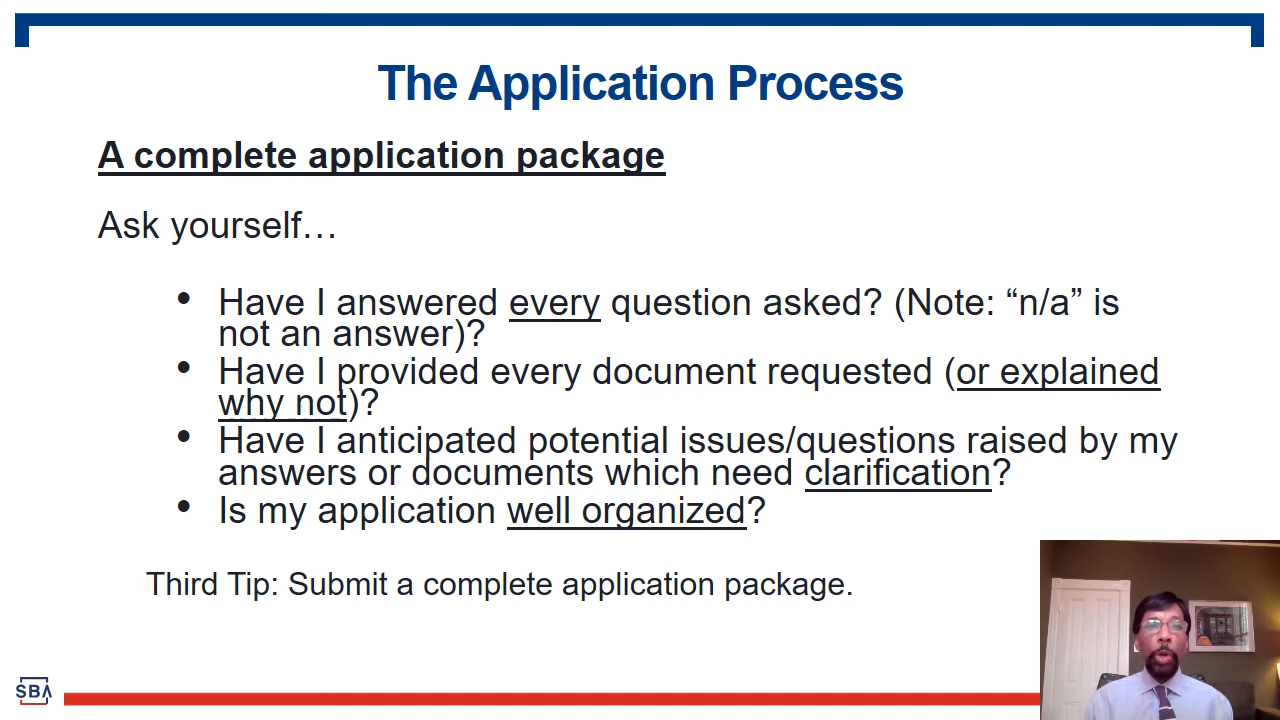 The Application Process
A complete application package
Ask yourself…
• Have I answered every question asked? (Note: “n/a” is
not an answer)?
• Have I provided every document requested (or explained
why not)?
• Have I anticipated potential issues/questions raised by my
answers or documents which need clarification?
• Is my application well organized?
Third Tip: Submit a complete application package.
SBA